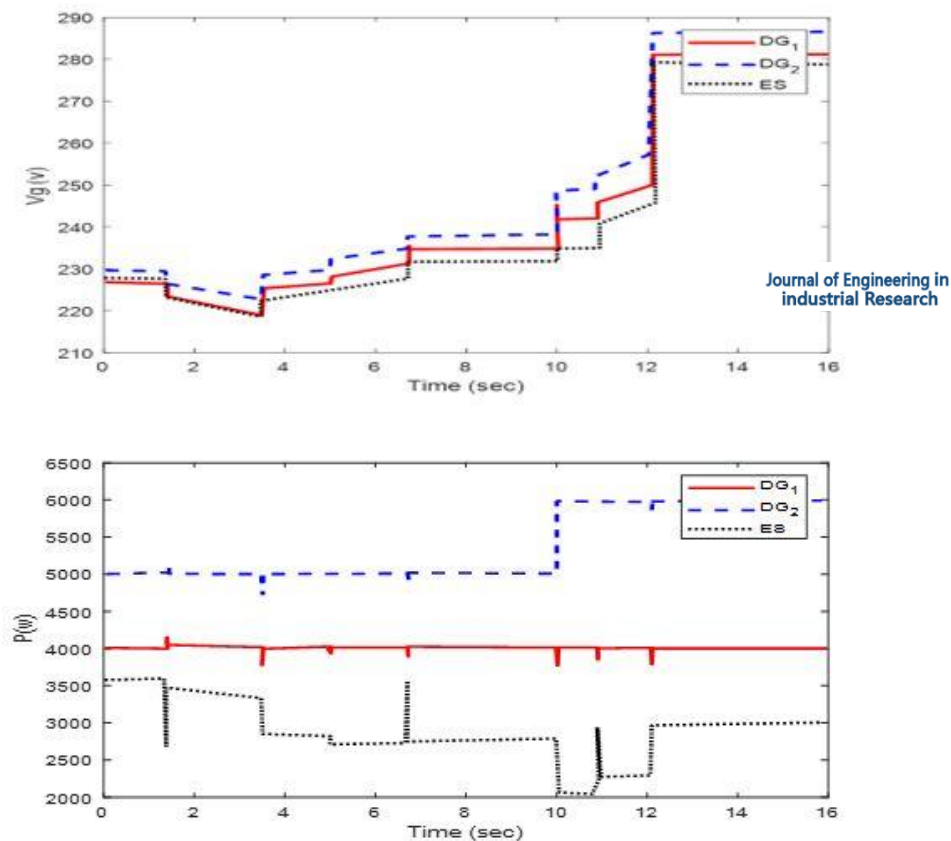 290
280
270
260
250
240
230
220
210
Vg(v)
DG1
DG2
ES
0 2 4 6 8 10 12 14 16
Time (sec)
Journal of Engineering in
industrial Research
6500
6000
5500
5000
4500
4000
3500
3000
2500
2000
P(w)
DG1
DG2
ES
0 2 4 6 8 10 12 14 16
Time (sec)